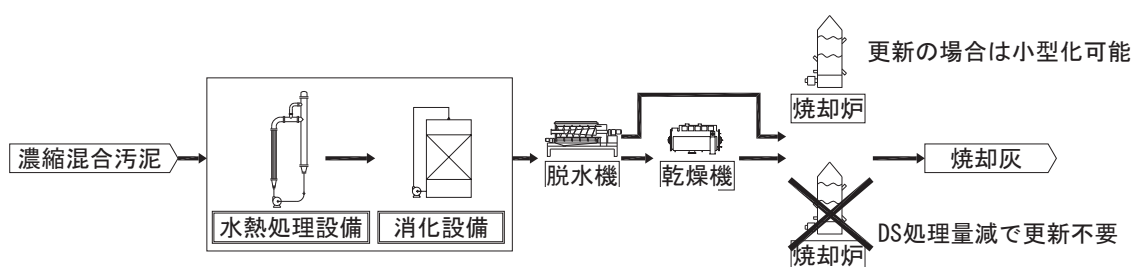 更新の場合は小型化可能
焼却炉
濃縮混合汚泥
脱水機
乾燥機
焼却灰
水熱処理設備
消化設備
DS処理量減で更新不要
焼却炉